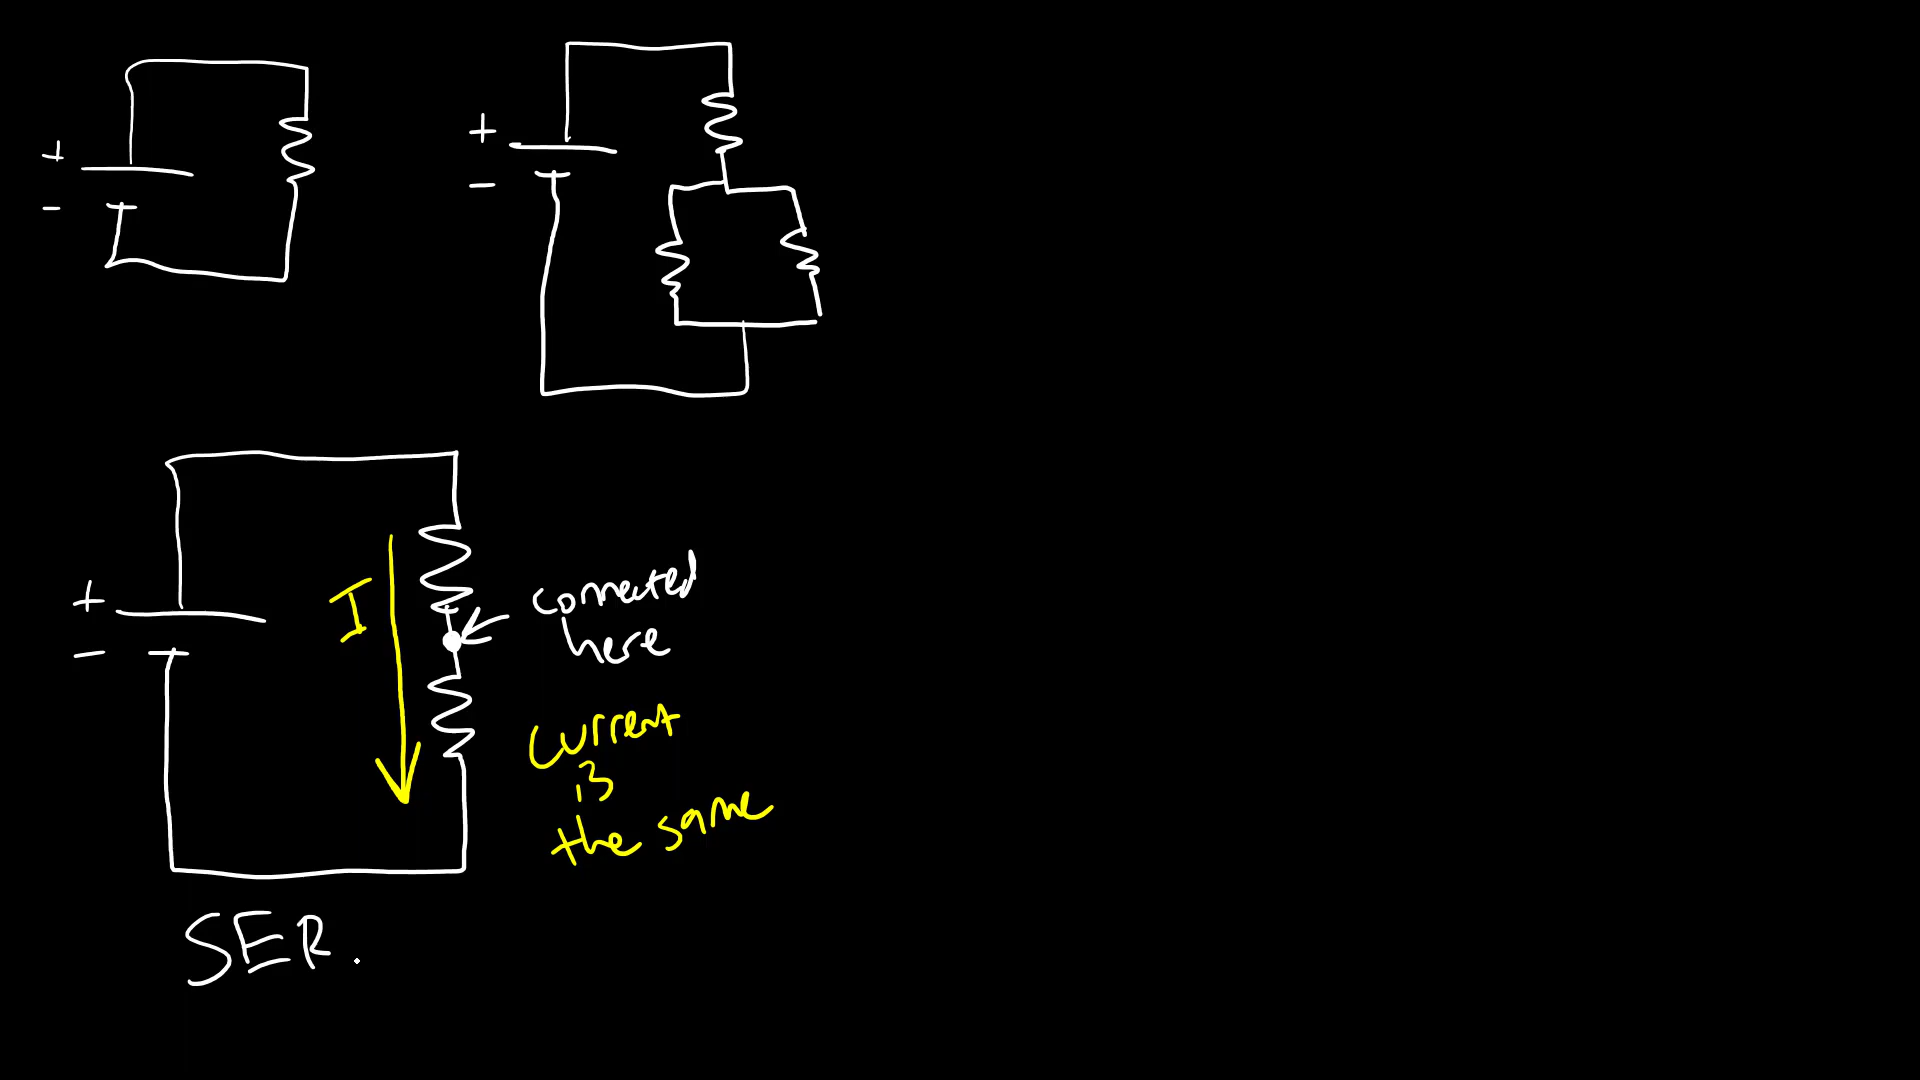 +
-
+
-
+
-
I
connected
here
current
is
the same
SER.